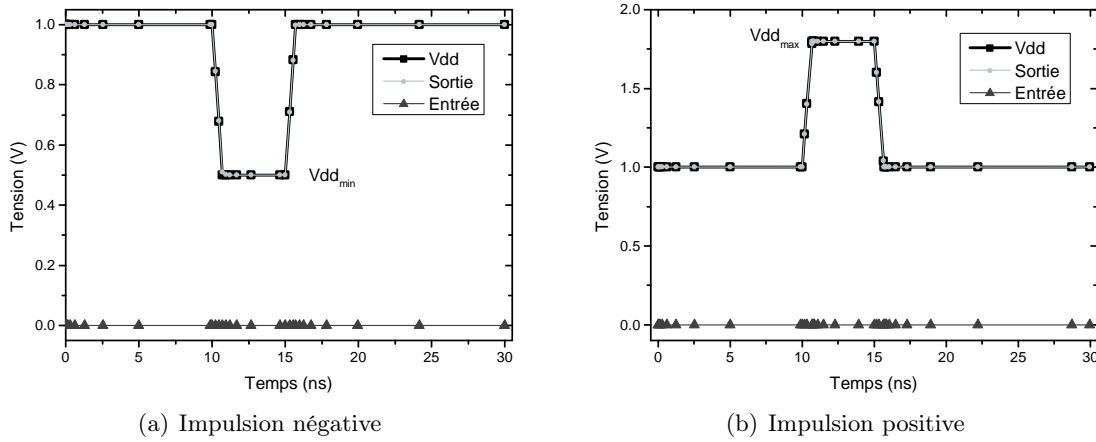 1.0
0.8
0.6
0.4
0.2
0.0
Tension (V)
Vdd
Sortie
Entrée
Vddmin
0 5 10 15 20 25 30
Temps (ns)
(a) Impulsion négative
2.0
1.5
1.0
0.5
0.0
Tension (V)
Vddmax
Vdd
Sortie
Entrée
0 5 10 15 20 25 30
Temps (ns)
(b) Impulsion positive